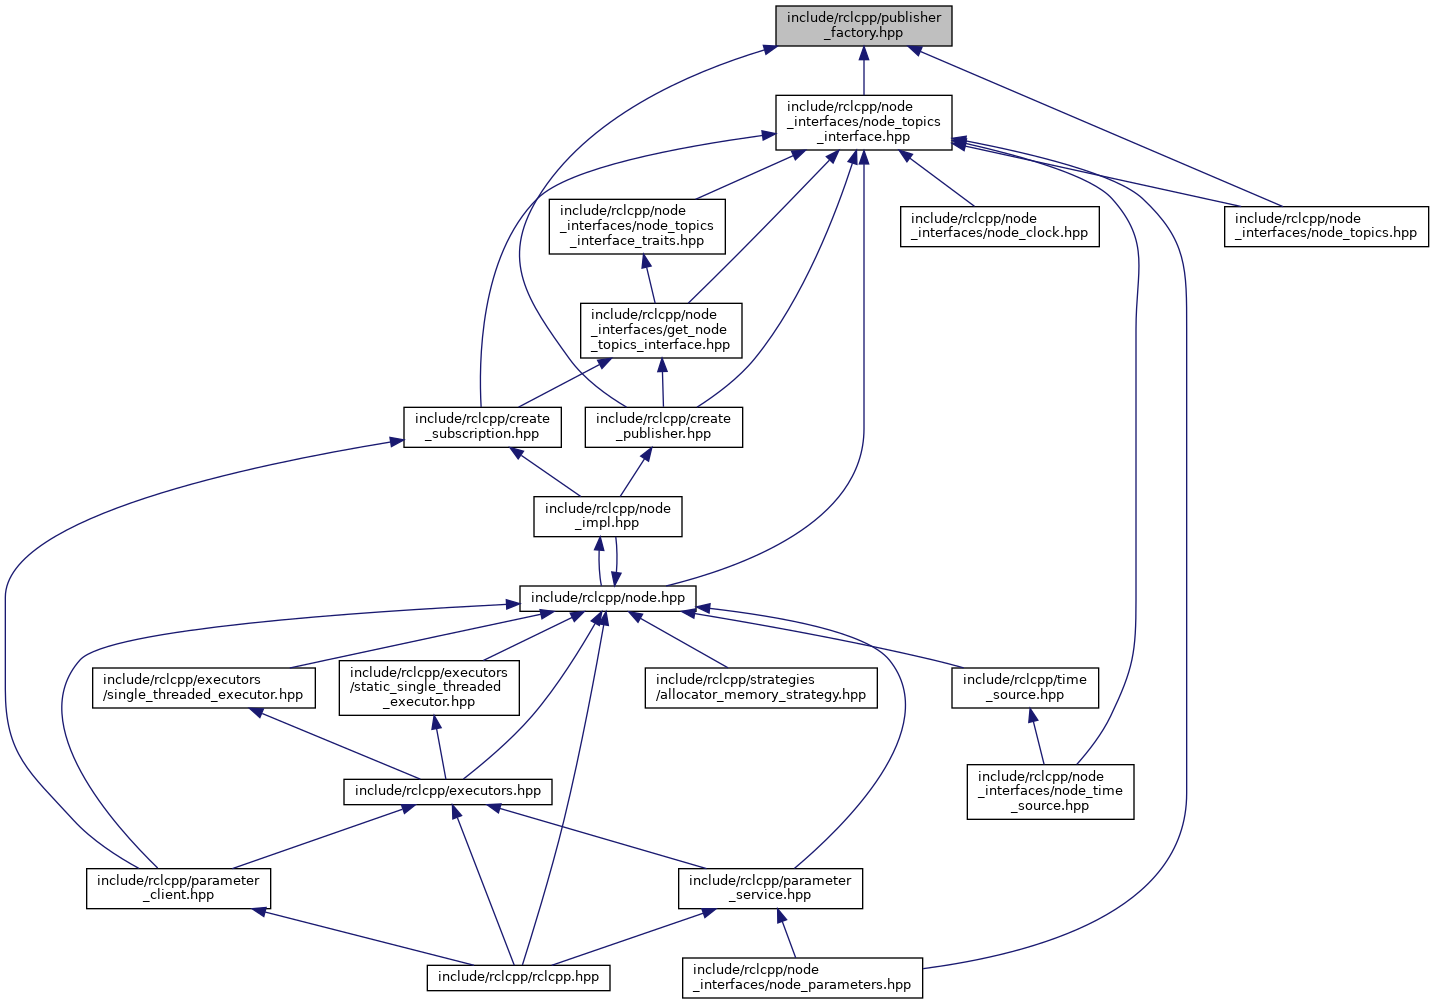 include/rclcpp/publisher
_factory.hpp
include/rclcpp/node
_interfaces/node_topics
_interface.hpp
include/rclcpp/node
_interfaces/node_topics
_interface_traits.hpp
include/rclcpp/node
_interfaces/node_clock.hpp
include/rclcpp/node
_interfaces/node_topics.hpp
include/rclcpp/node
_interfaces/get_node
_topics_interface.hpp
include/rclcpp/create
_subscription.hpp
include/rclcpp/create
_publisher.hpp
include/rclcpp/node
_impl.hpp
include/rclcpp/node.hpp
include/rclcpp/executors
/single_threaded_executor.hpp
include/rclcpp/executors
/static_single_threaded
_executor.hpp
include/rclcpp/strategies
/allocator_memory_strategy.hpp
include/rclcpp/time
_source.hpp
include/rclcpp/executors.hpp
include/rclcpp/node
_interfaces/node_time
_source.hpp
include/rclcpp/parameter
_client.hpp
include/rclcpp/parameter
_service.hpp
include/rclcpp/rclcpp.hpp
include/rclcpp/node
_interfaces/node_parameters.hpp